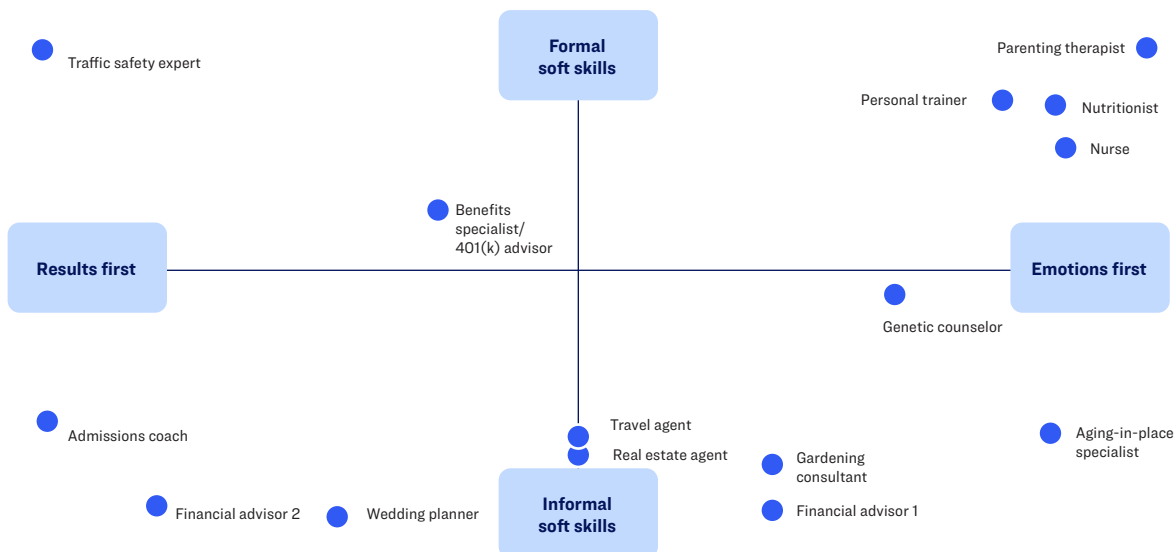 Formal
soft skills
Traffic safety expert
Parenting therapist
Personal trainer
Nutritionist
Nurse
Benefits
specialist/
401(k) advisor
Results first
Emotions first
Genetic counselor
Travel agent
Admissions coach
Real estate agent
Gardening
consultant
Aging-in-place
specialist
Financial advisor 2
Wedding planner
Informal
soft skills
Financial advisor 1